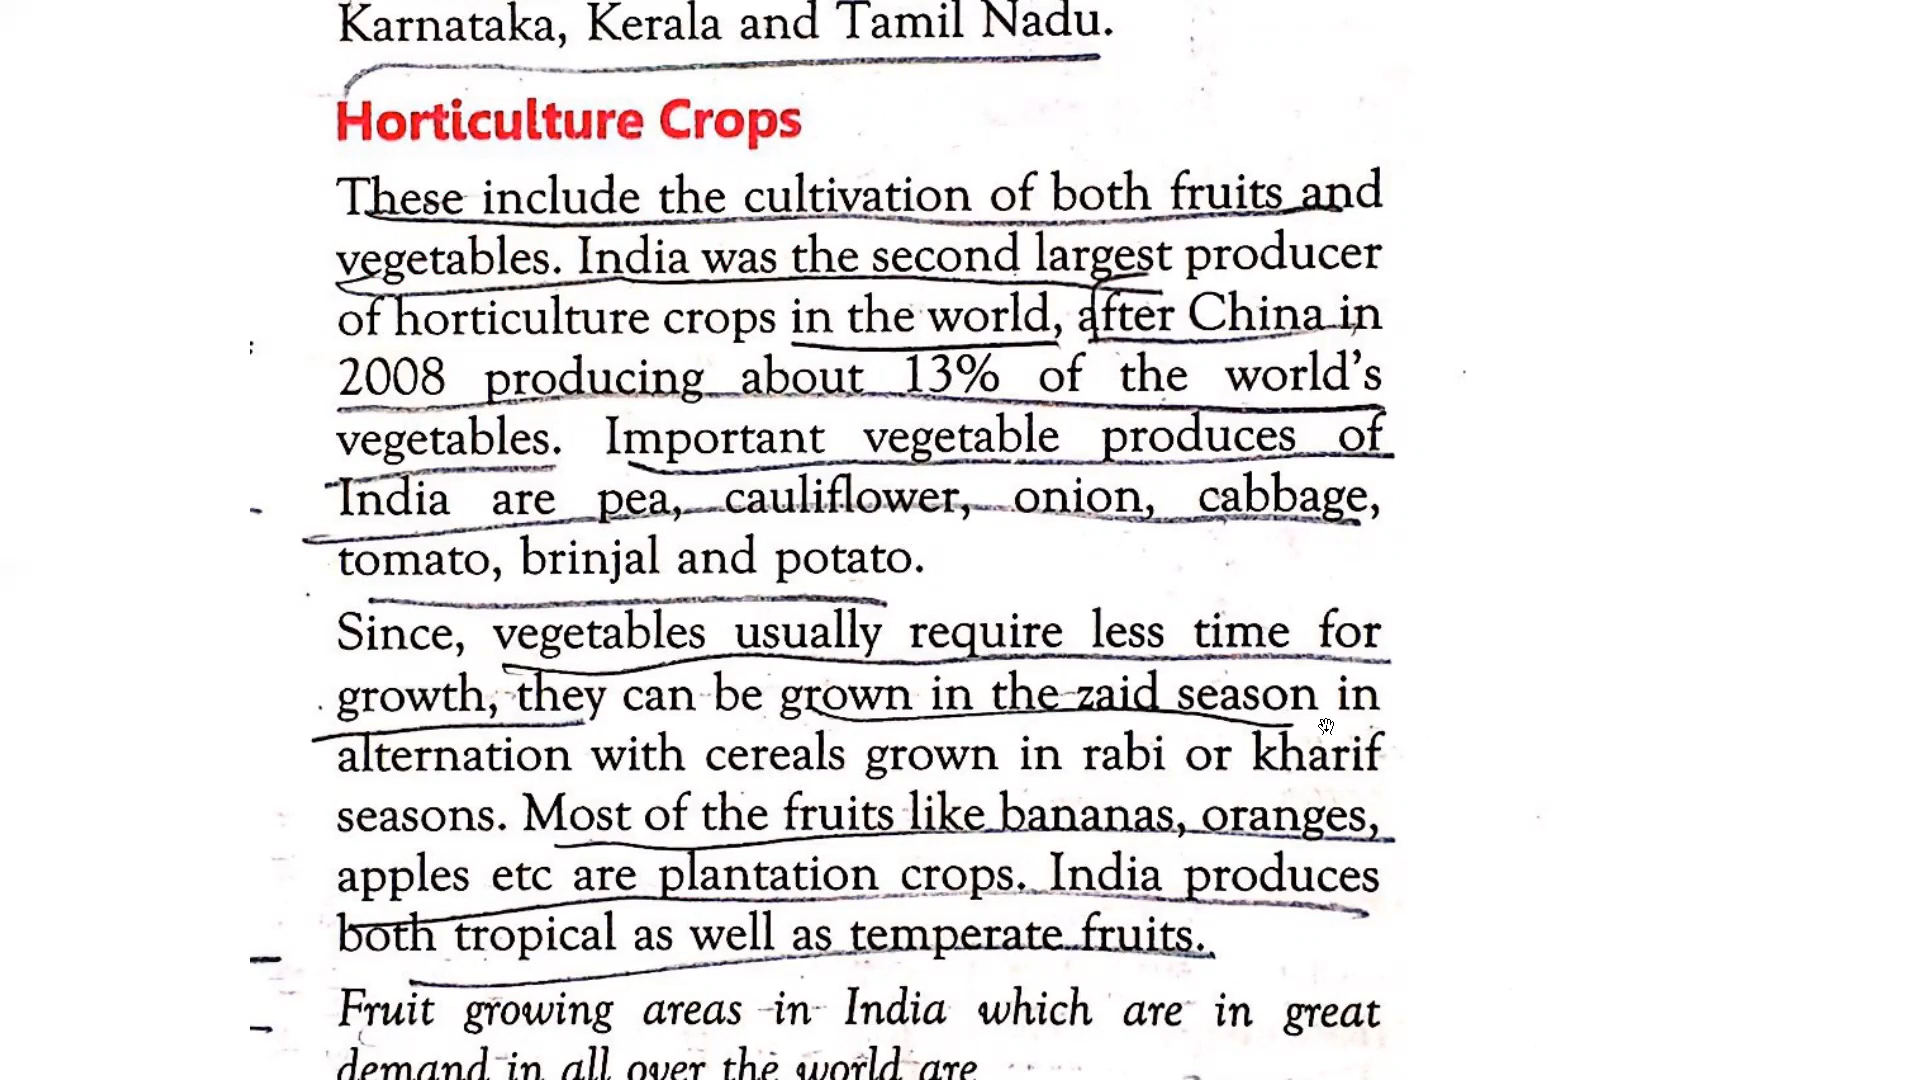 Karnataka, Kerala and Tamil Nadu.
Horticulture Crops
These include the cultivation of both fruits and
vegetables. India was the second largest producer
of horticulture crops in the world, after China in
2008 producing about 13% of the world's
vegetables. Important vegetable produces of
India are pea, cauliflower, onion, cabbage,
tomato, brinjal and potato.
Since, vegetables usually require less time for
growth, they can be grown in the zaid season in
alternation with cereals grown in rabi or kharif
seasons. Most of the fruits like bananas, oranges,
apples etc are plantation crops. India produces
both tropical as well as temperate fruits.
Fruit growing areas in India which are in great
demand in all over the world are